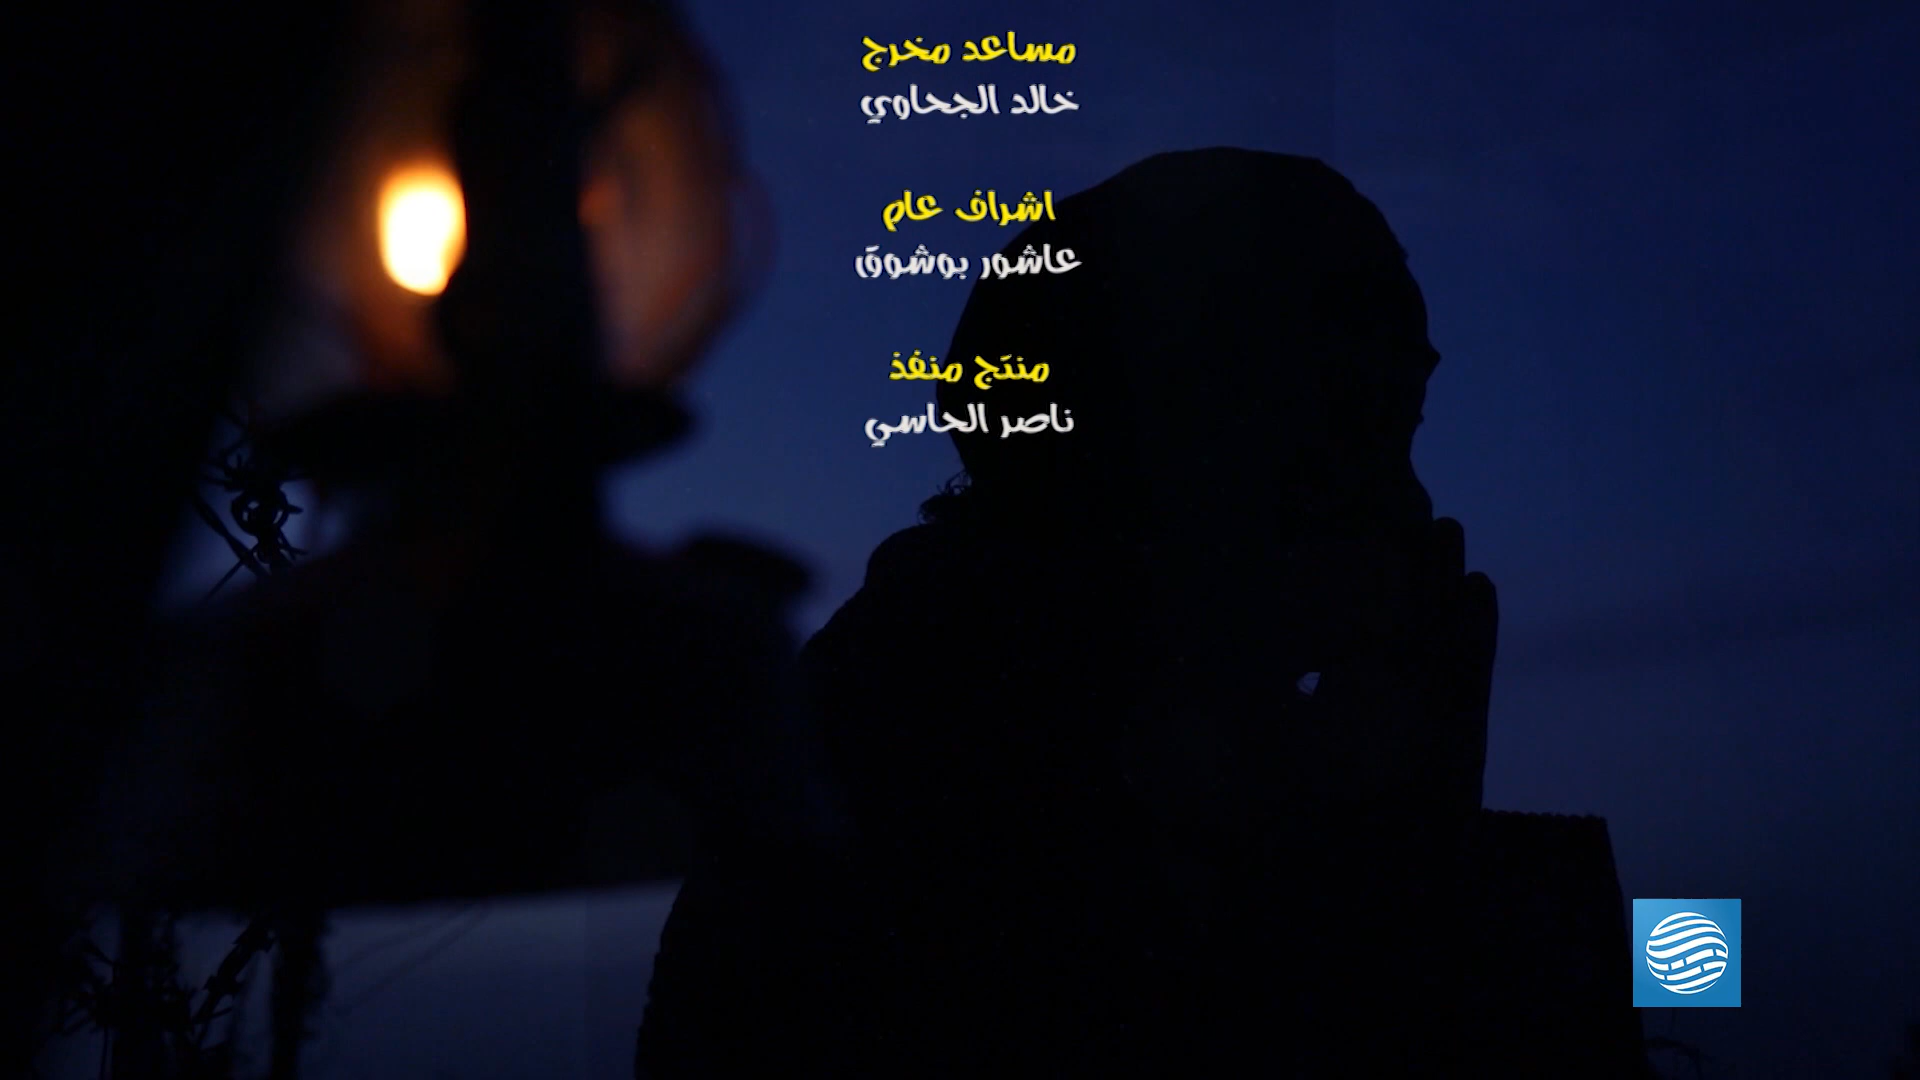 مساعد مخرج
خالد الجحاوي
اشراف عام
عاشور بوشوق
منتج منفذ
ناصر الحاسي